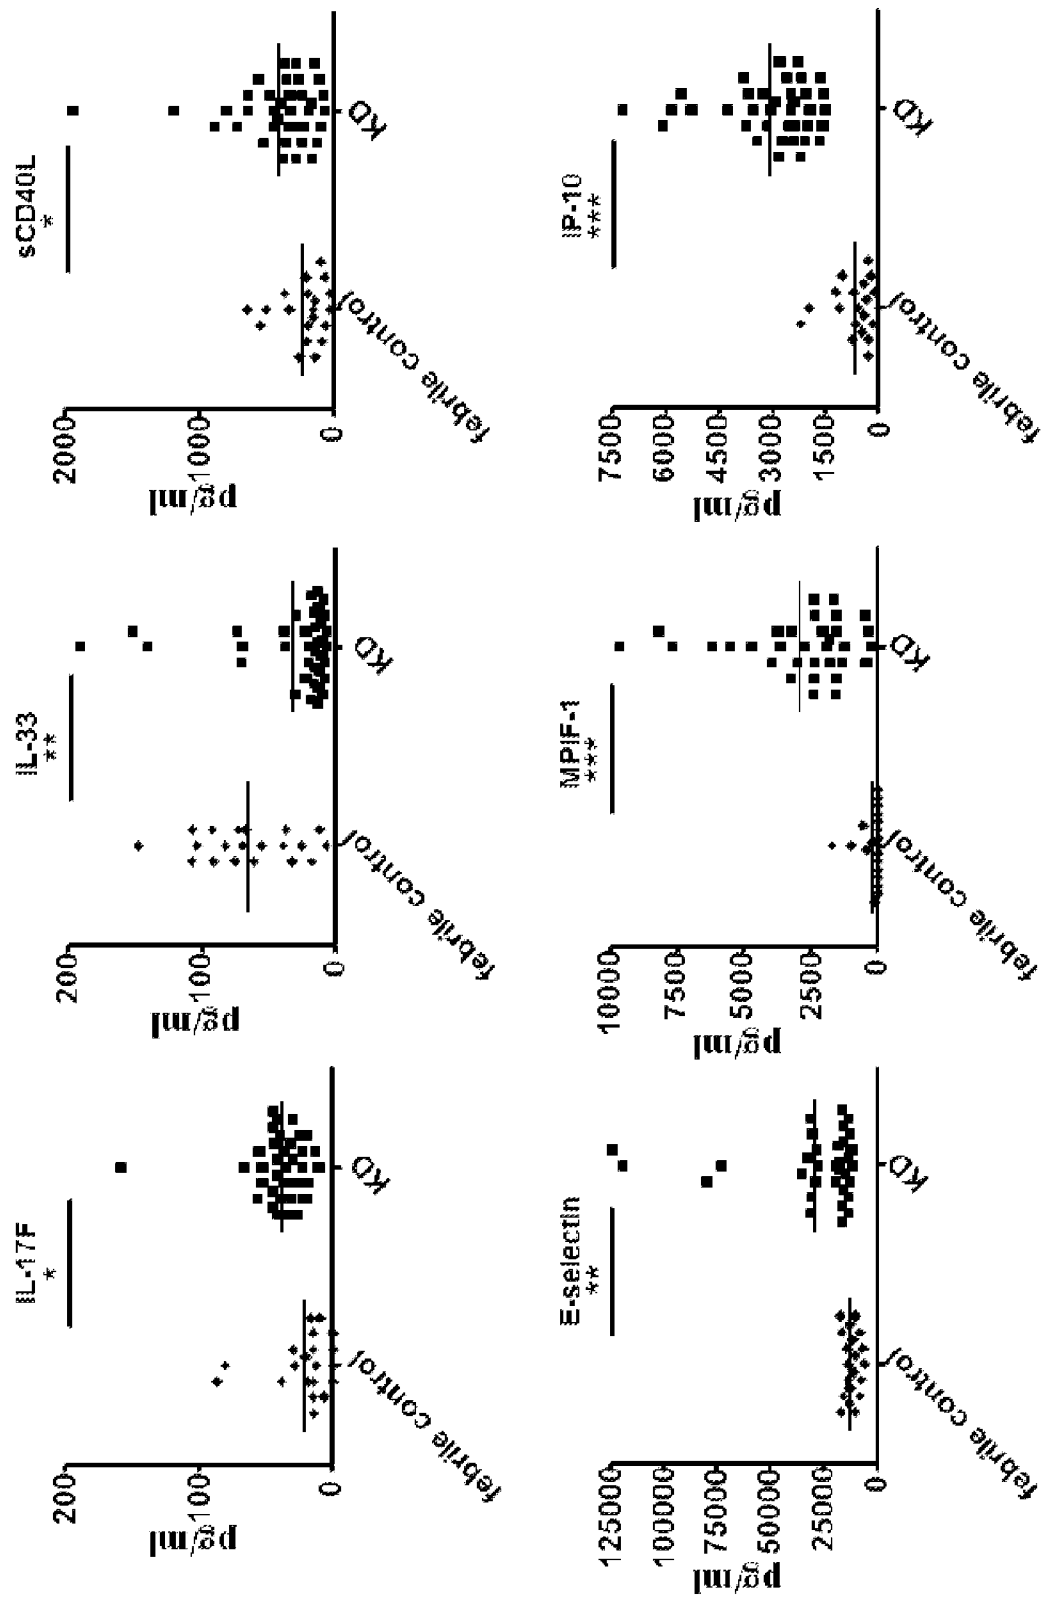 IL-17F
*
200
100
0
pg/ml
febrile control
KD
IL-33
**
200
100
0
pg/ml
febrile control
KD
sCD40L
*
2000
1000
0
pg/ml
febrile control
KD
E-selectin
**
125000
100000
75000
50000
25000
0
pg/ml
febrile control
KD
MPIF-1
***
10000
7500
5000
2500
0
pg/ml
febrile control
KD
IP-10
***
7500
6000
4500
3000
1500
0
pg/ml
febrile control
KD